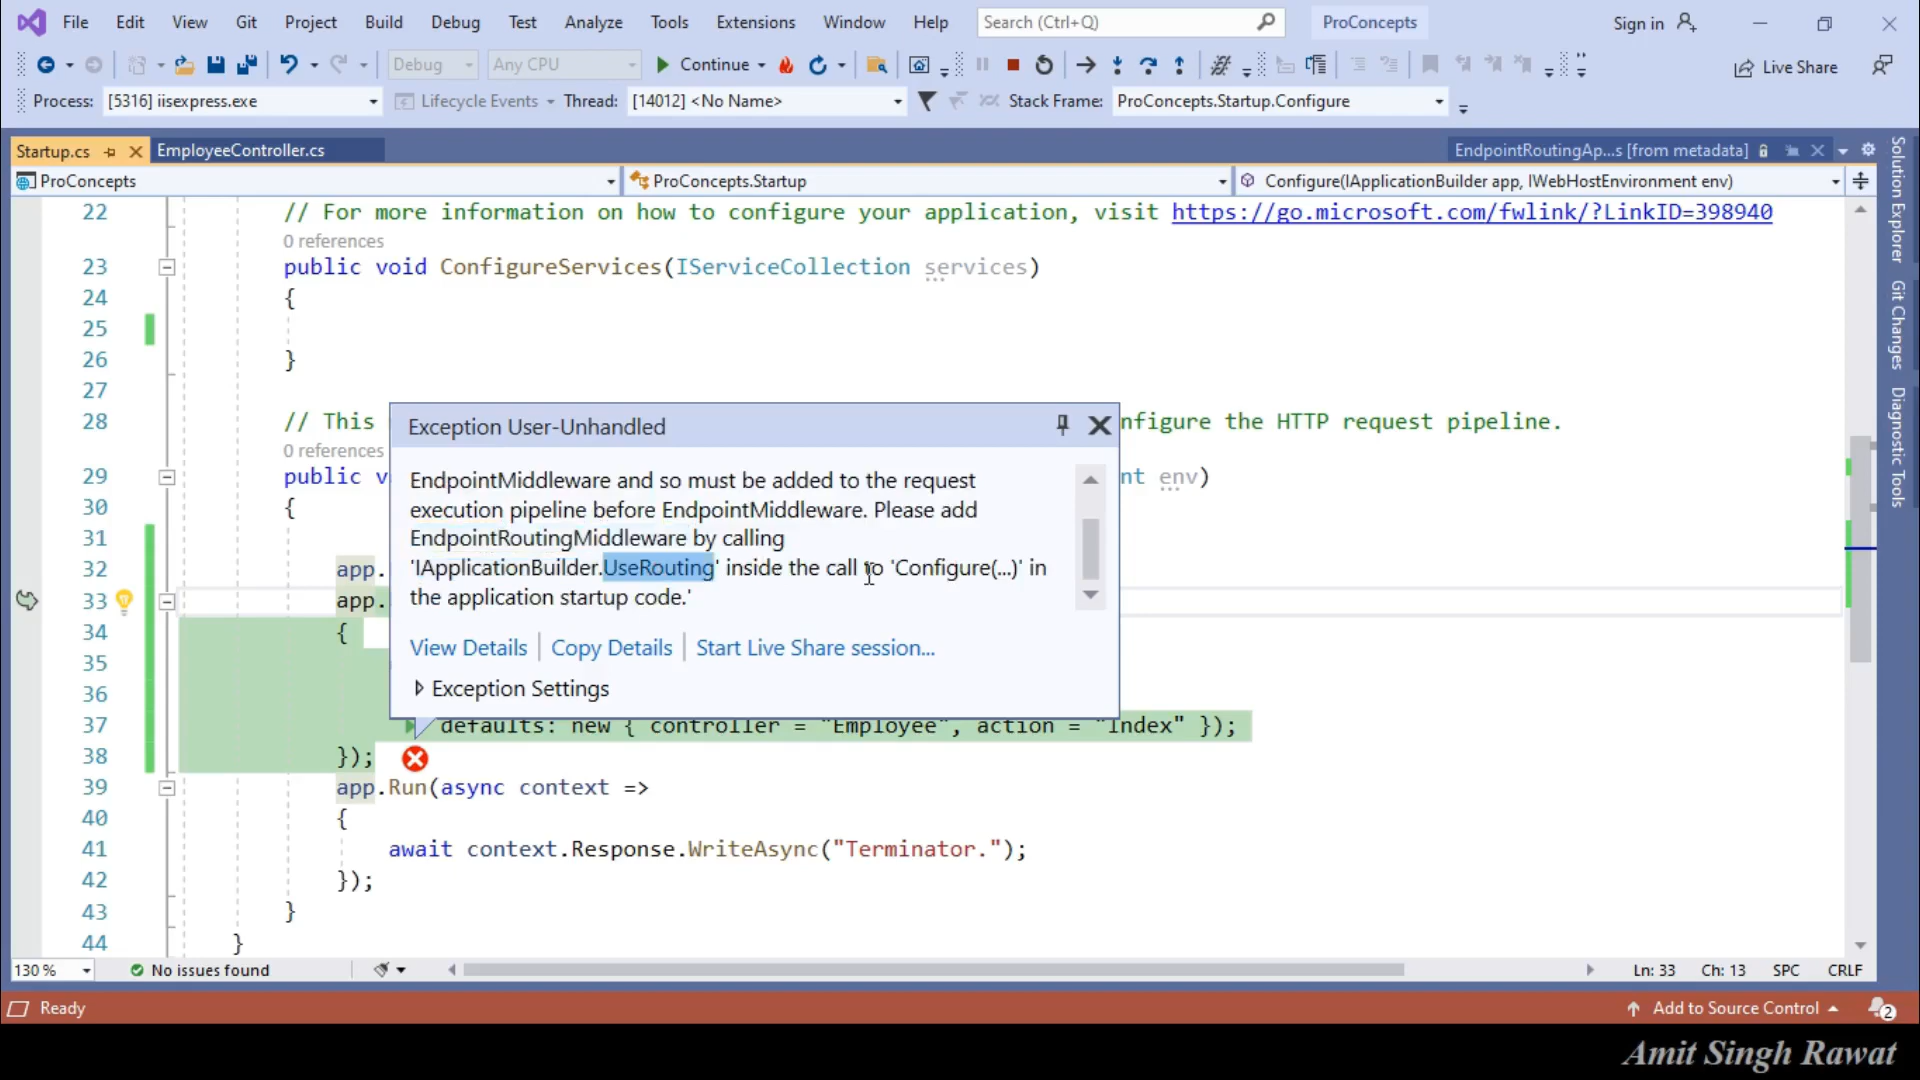 File Edit View Git Project Build Debug Test Analyze Tools Extensions Window Help Search (Ctrl+Q) ProConcepts Sign in
Debug Any CPU Continue Live Share
Process: [5316] iisexpress.exe Lifecycle Events Thread: [14012] <No Name> Stack Frame: ProConcepts.Startup.Configure
Startup.cs EmployeeController.cs EndpointRoutingAp...s [from metadata]
ProConcepts ProConcepts.Startup Configure(IApplicationBuilder app, IWebHostEnvironment env)
22 // For more information on how to configure your application, visit https://go.microsoft.com/fwlink/?LinkID=398940
0 references
23 public void ConfigureServices(IServiceCollection services)
24 {
25
26 }
27
28 // This nfigure the HTTP request pipeline.
0 references
29 public v nt env)
30 {
31
32 app.
33 app.
34 {
35
36
37 defaults: new { controller = "Employee", action = "Index" });
38 });
39 app.Run(async context =>
40 {
41 await context.Response.WriteAsync("Terminator.");
42 });
43 }
44 }
Exception User-Unhandled
EndpointMiddleware and so must be added to the request
execution pipeline before EndpointMiddleware. Please add
EndpointRoutingMiddleware by calling
'IApplicationBuilder.UseRouting' inside the call to 'Configure(...)' in
the application startup code.'
View Details Copy Details Start Live Share session...
Exception Settings
Solution Explorer
Git Changes
Diagnostic Tools
130 % No issues found Ln: 33 Ch: 13 SPC CRLF
Ready Add to Source Control 2
Amit Singh Rawat